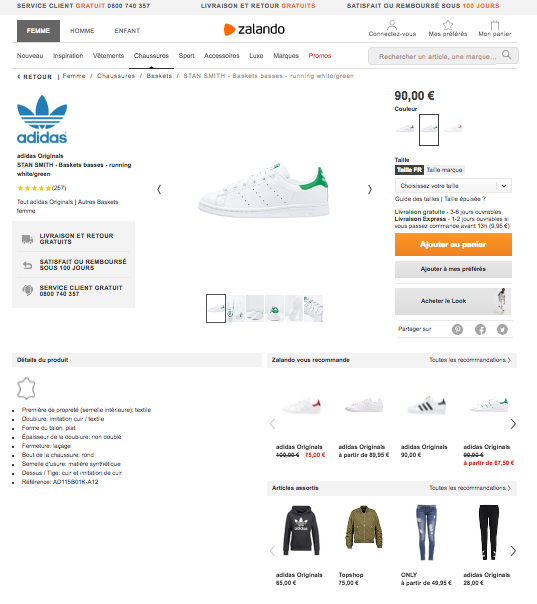 SERVICE CLIENT GRATUIT 0800 740 357
LIVRAISON ET RETOUR GRATUITS
SATISFAIT OU REMBOURSÉ SOUS 100 JOURS
FEMME HOMME ENFANT
zalando
Connectez-vous Mes préférés Mon panier
Nouveau Inspiration Vêtements Chaussures Sport Accessoires Luxe Marques Promos
Rechercher un article, une marque...
RETOUR | Femme / Chaussures / Baskets / STAN SMITH - Baskets basses - running white/green
adidas
adidas Originals
STAN SMITH - Baskets basses - running
white/green
(257)
Tout adidas Originals | Autres Baskets
femme
LIVRAISON ET RETOUR
GRATUITS
SATISFAIT OU REMBOURSÉ
SOUS 100 JOURS
SERVICE CLIENT GRATUIT
0800 740 357
90,00 €
Couleur
Taille
Taille FR Taille marque
Choisissez votre taille
Guide des tailles | Taille épuisée ?
Livraison gratuite - 3-6 jours ouvrables
Livraison Express - 1-2 jours ouvrables si
vous passez commande avant 13h (9,95 €)
Ajouter au panier
Ajouter à mes préférés
Acheter le Look
Partager sur
Détails du produit
Première de propreté (semelle intérieure): textile
Doublure: imitation cuir / textile
Forme du talon: plat
Épaisseur de la doublure: non doublé
Fermeture: laçage
Bout de la chaussure: rond
Semelle d'usure: matière synthétique
Dessus / Tige: cuir et imitation de cuir
Référence: AD115B01K-A12
Zalando vous recommande Toutes les recommandations
adidas Originals adidas Originals adidas Originals adidas Originals
100,00 € 75,00 € à partir de 89,95 € 90,00 € 90,00 €
à partir de 67,50 €
Articles assortis Toutes les recommandations
adidas Originals Topshop ONLY adidas Originals
65,00 € 75,00 € à partir de 49,95 € 28,00 €